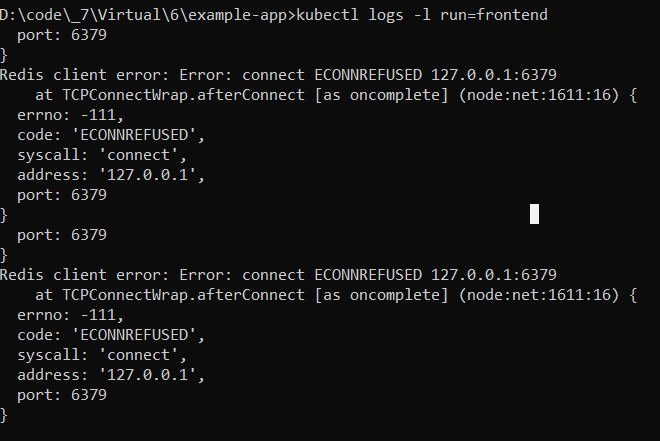 D:\code\_7\Virtual\6\example-app>kubectl logs -l run=frontend
  port: 6379
}
Redis client error: Error: connect ECONNREFUSED 127.0.0.1:6379
    at TCPConnectWrap.afterConnect [as oncomplete] (node:net:1611:16) {
  errno: -111,
  code: 'ECONNREFUSED',
  syscall: 'connect',
  address: '127.0.0.1',
  port: 6379
}
  port: 6379
}
Redis client error: Error: connect ECONNREFUSED 127.0.0.1:6379
    at TCPConnectWrap.afterConnect [as oncomplete] (node:net:1611:16) {
  errno: -111,
  code: 'ECONNREFUSED',
  syscall: 'connect',
  address: '127.0.0.1',
  port: 6379
}